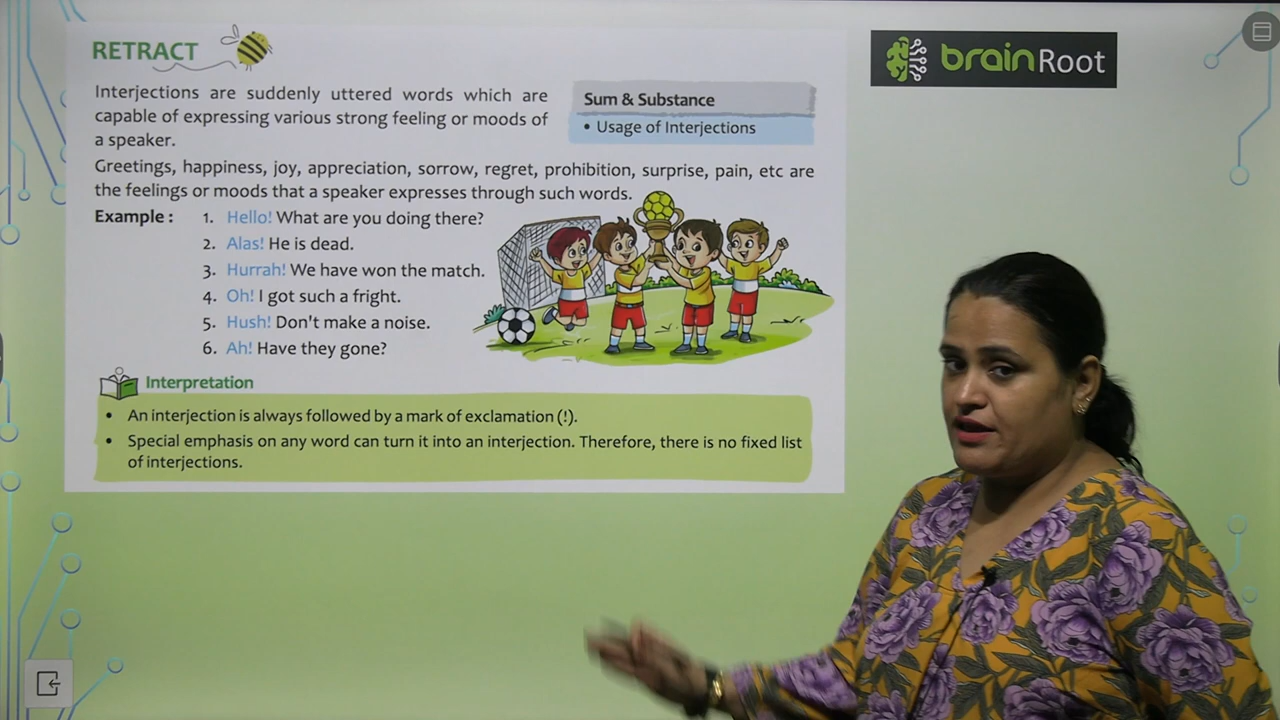 RETRACT
brainRoot
Interjections are suddenly uttered words which are
capable of expressing various strong feeling or moods of
a speaker.
Sum & Substance
• Usage of Interjections
Greetings, happiness, joy, appreciation, sorrow, regret, prohibition, surprise, pain, etc are
the feelings or moods that a speaker expresses through such words.
Example : 1. Hello! What are you doing there?
2. Alas! He is dead.
3. Hurrah! We have won the match.
4. Oh! I got such a fright.
5. Hush! Don't make a noise.
6. Ah! Have they gone?
Interpretation
• An interjection is always followed by a mark of exclamation (!).
• Special emphasis on any word can turn it into an interjection. Therefore, there is no fixed list
of interjections.